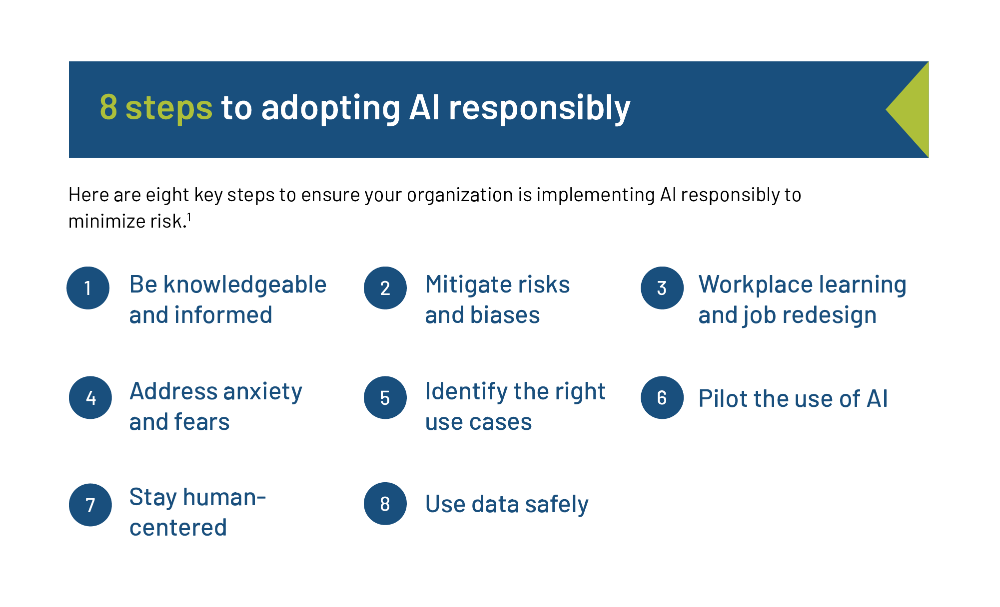 8 steps to adopting AI responsibly
Here are eight key steps to ensure your organization is implementing AI responsibly to
minimize risk.¹
1
Be knowledgeable
and informed
2
Mitigate risks
and biases
3
Workplace learning
and job redesign
4
Address anxiety
and fears
5
Identify the right
use cases
6
Pilot the use of AI
7
Stay human-
centered
8
Use data safely